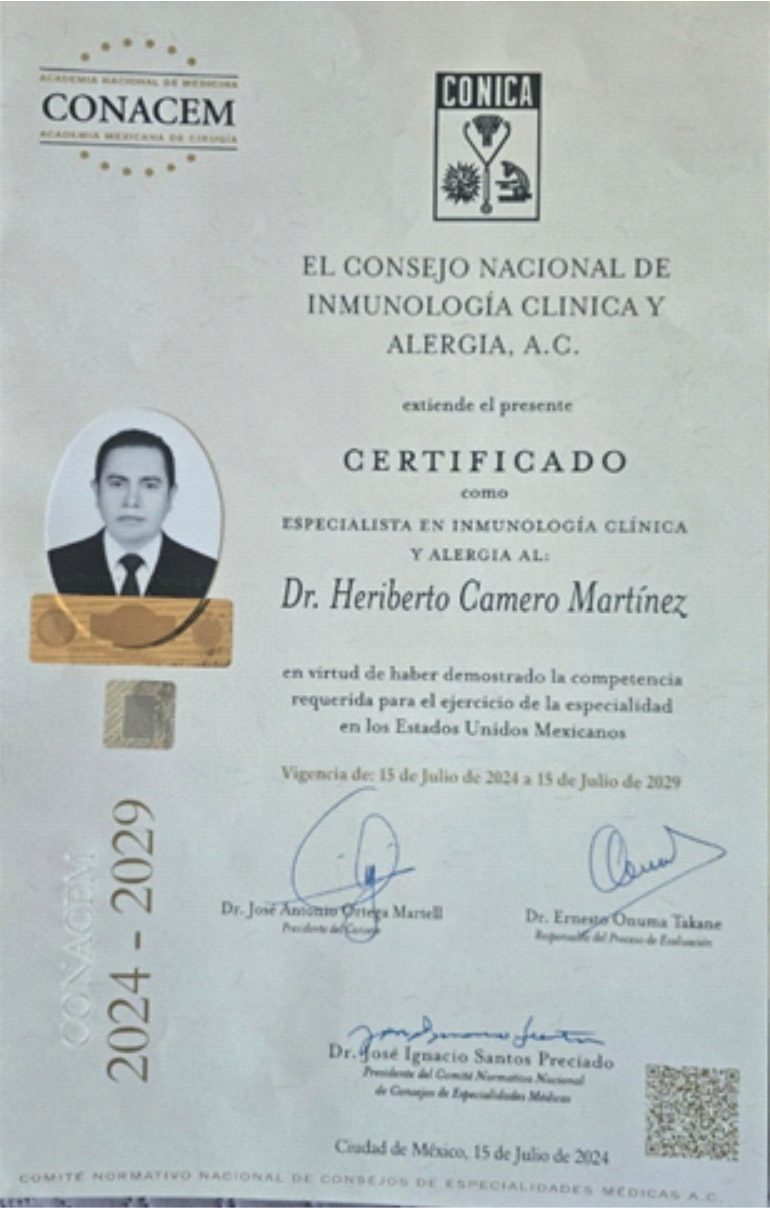 ACADEMIA NACIONAL DE MEDICINA
CONACEM
ACADEMIA MEXICANA DE CIRUGÍA
CONICA
EL CONSEJO NACIONAL DE
INMUNOLOGÍA CLINICA Y
ALERGIA, A.C.
extiende el presente
CERTIFICADO
como
ESPECIALISTA EN INMUNOLOGÍA CLÍNICA
Y ALERGIA AL:
Dr. Heriberto Camero Martínez
en virtud de haber demostrado la competencia
requerida para el ejercicio de la especialidad
en los Estados Unidos Mexicanos
Vigencia de: 15 de Julio de 2024 a 15 de Julio de 2029
CONACEM
2024 - 2029
Dr. José Antonio Ortega Martell
Presidente del Consejo
Dr. Ernesto Onuma Takane
Responsable del Proceso de Evaluación
Dr. José Ignacio Santos Preciado
Presidente del Comité Normativo Nacional
de Consejos de Especialidades Médicas
Ciudad de México, 15 de Julio de 2024
COMITÉ NORMATIVO NACIONAL DE CONSEJOS DE ESPECIALIDADES MÉDICAS A.C.